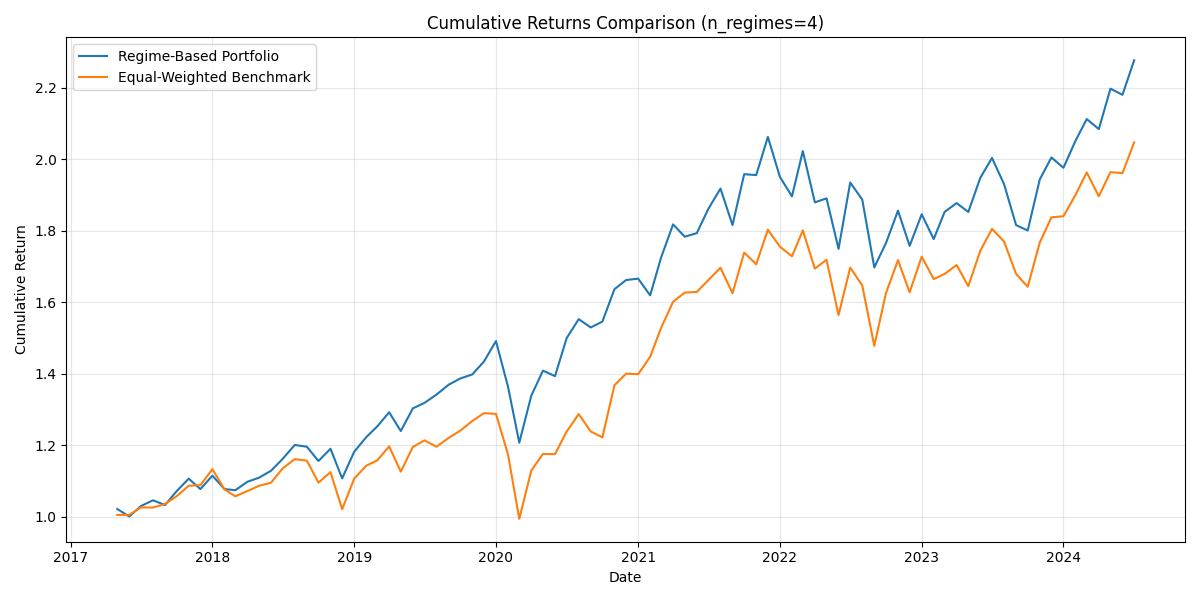 Cumulative Returns Comparison (n_regimes=4)
Regime-Based Portfolio
Equal-Weighted Benchmark
Cumulative Return
2.2
2.0
1.8
1.6
1.4
1.2
1.0
2017 2018 2019 2020 2021 2022 2023 2024
Date